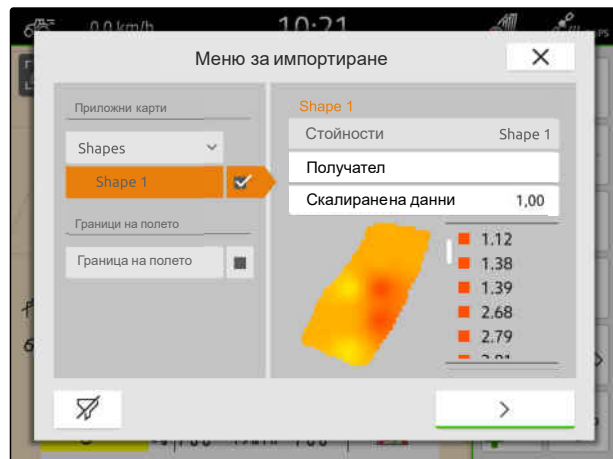 0,0 km/h 10:21
Меню за импортиране
Приложни карти
Shapes
Shape 1
Граници на полето
Граница на полето
Shape 1
Стойности Shape 1
Получател
Скалиранена данни 1,00
1.12
1.38
1.39
2.68
2.79